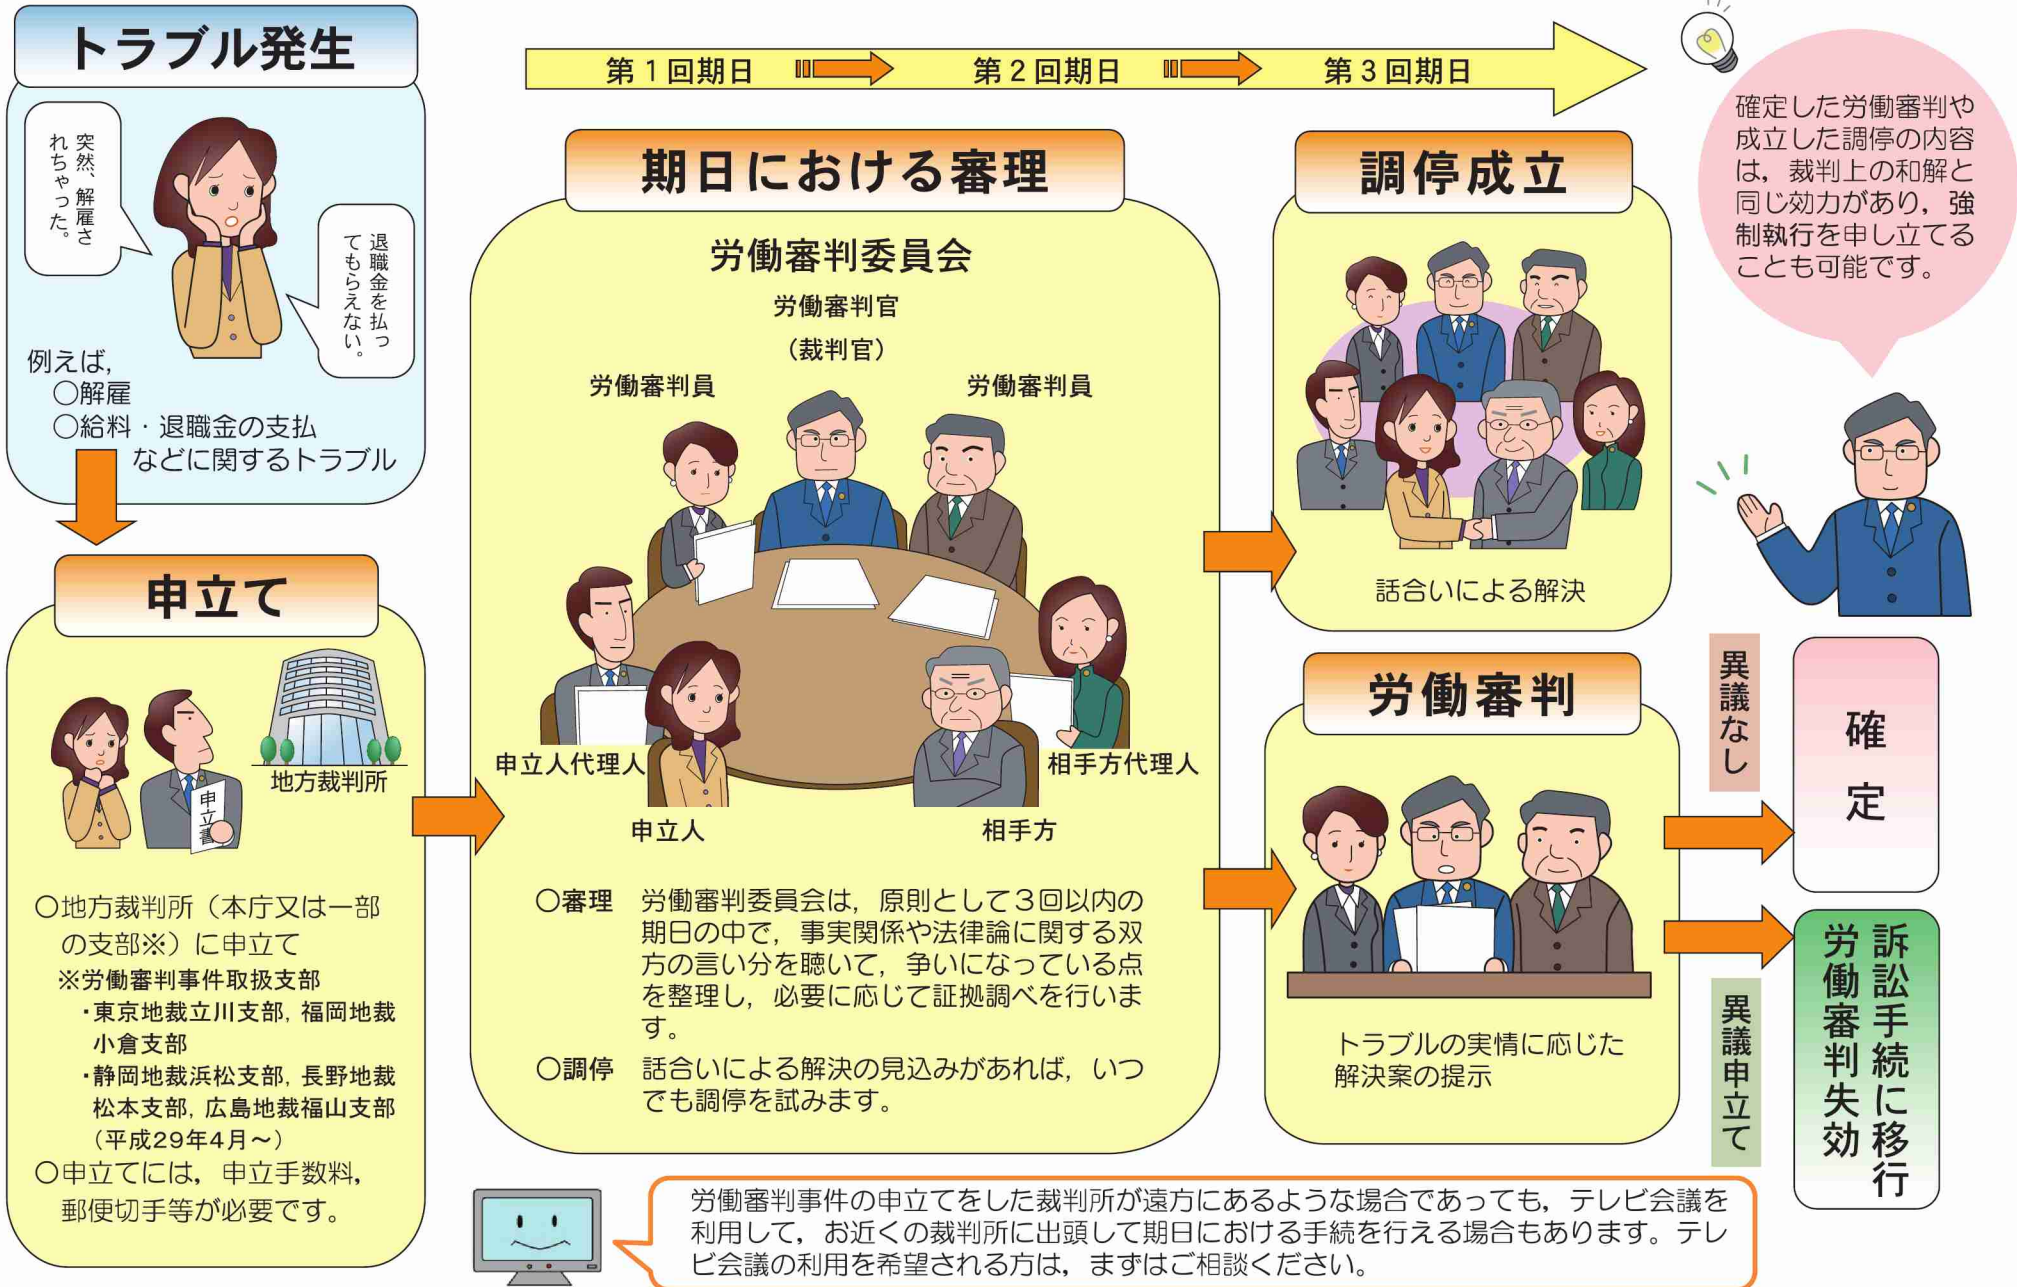 トラブル発生
突然、解雇さ
れちゃった。
退職金を払っ
てもらえない。
例えば,
○解雇
○給料・退職金の支払
などに関するトラブル
申立て
申立書
地方裁判所
○地方裁判所（本庁又は一部
の支部※）に申立て
※労働審判事件取扱支部
・東京地裁立川支部, 福岡地裁
小倉支部
・静岡地裁浜松支部, 長野地裁
松本支部, 広島地裁福山支部
（平成29年4月～）
○申立てには，申立手数料，
郵便切手等が必要です。
第１回期日
第２回期日
第３回期日
期日における審理
労働審判委員会
労働審判官
（裁判官）
労働審判員
労働審判員
申立人代理人
相手方代理人
申立人
相手方
○審理　労働審判委員会は，原則として３回以内の
期日の中で，事実関係や法律論に関する双
方の言い分を聴いて，争いになっている点
を整理し，必要に応じて証拠調べを行いま
す。
○調停　話合いによる解決の見込みがあれば，いつ
でも調停を試みます。
調停成立
話合いによる解決
労働審判
トラブルの実情に応じた
解決案の提示
確定した労働審判や
成立した調停の内容
は，裁判上の和解と
同じ効力があり，強
制執行を申し立てる
ことも可能です。
異議なし
確定
異議申立て
訴訟手続に移行
労働審判失効
労働審判事件の申立てをした裁判所が遠方にあるような場合であっても，テレビ会議を
利用して，お近くの裁判所に出頭して期日における手続を行える場合もあります。テレ
ビ会議の利用を希望される方は，まずはご相談ください。